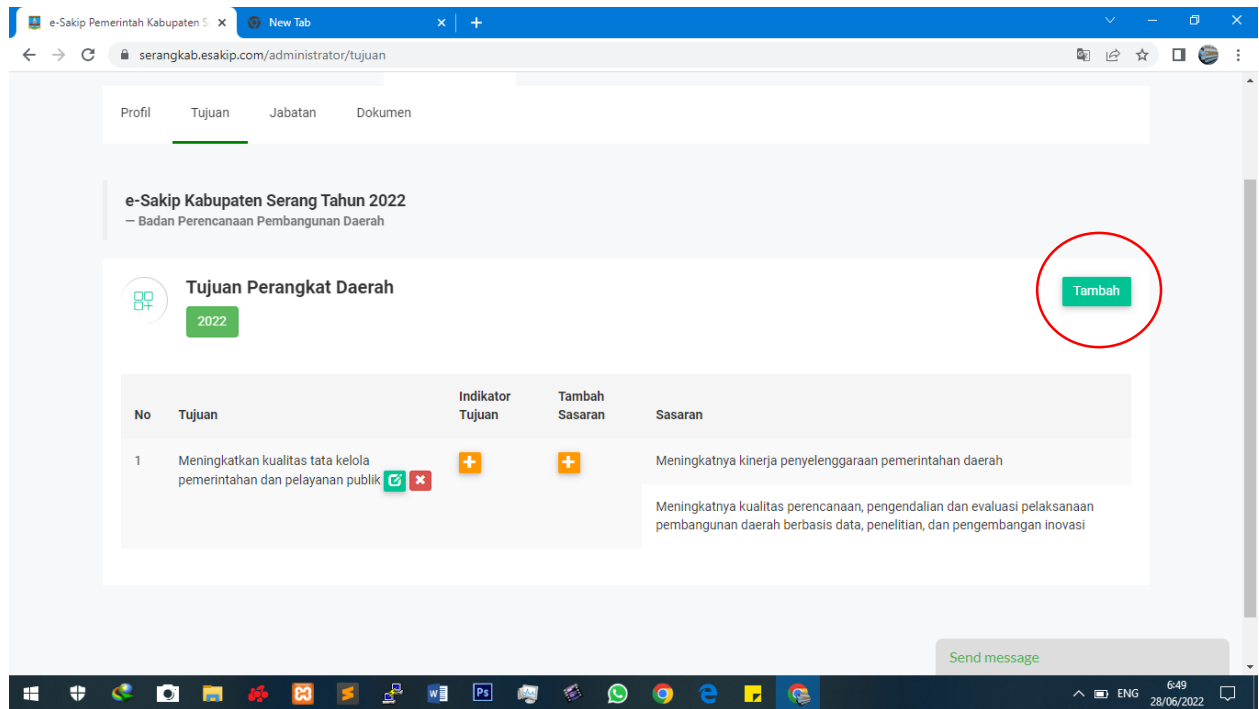 e-Sakip Pemerintah Kabupaten S
New Tab
serangkab.esakip.com/administrator/tujuan
Profil Tujuan Jabatan Dokumen
e-Sakip Kabupaten Serang Tahun 2022
— Badan Perencanaan Pembangunan Daerah
Tujuan Perangkat Daerah
Tambah
2022
No Tujuan Indikator Tujuan Tambah Sasaran Sasaran
1 Meningkatkan kualitas tata kelola
pemerintahan dan pelayanan publik
Meningkatnya kinerja penyelenggaraan pemerintahan daerah
Meningkatnya kualitas perencanaan, pengendalian dan evaluasi pelaksanaan
pembangunan daerah berbasis data, penelitian, dan pengembangan inovasi
Send message
Ps
ENG
6:49
28/06/2022